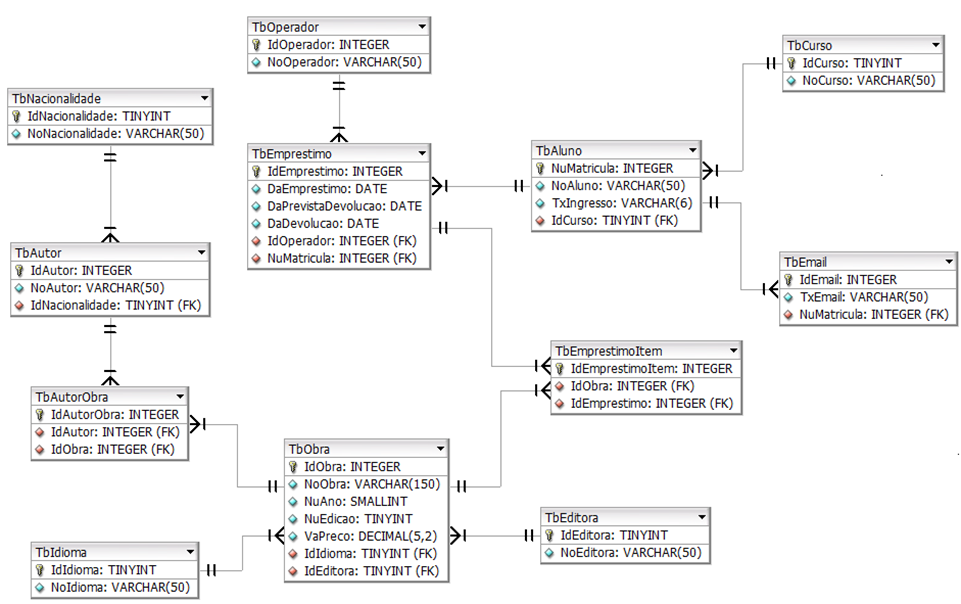 TbOperador
IdOperador: INTEGER
NoOperador: VARCHAR(50)
TbCurso
IdCurso: TINYINT
NoCurso: VARCHAR(50)
TbNacionalidade
IdNacionalidade: TINYINT
NoNacionalidade: VARCHAR(50)
TbEmprestimo
IdEmprestimo: INTEGER
DaEmprestimo: DATE
DaPrevistaDevolucao: DATE
DaDevolucao: DATE
IdOperador: INTEGER (FK)
NuMatricula: INTEGER (FK)
TbAluno
NuMatricula: INTEGER
NoAluno: VARCHAR(50)
TxIngresso: VARCHAR(6)
IdCurso: TINYINT (FK)
TbAutor
IdAutor: INTEGER
NoAutor: VARCHAR(50)
IdNacionalidade: TINYINT (FK)
TbEmail
IdEmail: INTEGER
TxEmail: VARCHAR(50)
NuMatricula: INTEGER (FK)
TbEmprestimoItem
IdEmprestimoItem: INTEGER
IdObra: INTEGER (FK)
IdEmprestimo: INTEGER (FK)
TbAutorObra
IdAutorObra: INTEGER
IdAutor: INTEGER (FK)
IdObra: INTEGER (FK)
TbObra
IdObra: INTEGER
NoObra: VARCHAR(150)
NuAno: SMALLINT
NuEdicao: TINYINT
VaPreco: DECIMAL(5,2)
IdIdioma: TINYINT (FK)
IdEditora: TINYINT (FK)
TbEditora
IdEditora: TINYINT
NoEditora: VARCHAR(50)
TbIdioma
IdIdioma: TINYINT
NoIdioma: VARCHAR(50)